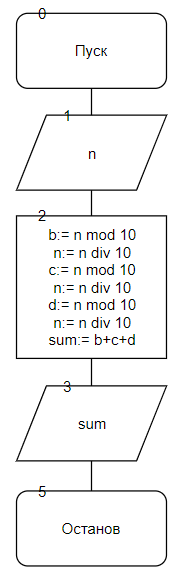 0
Пуск
1
n
2
b:= n mod 10
n:= n div 10
c:= n mod 10
n:= n div 10
d:= n mod 10
n:= n div 10
sum:= b+c+d
3
sum
5
Останов